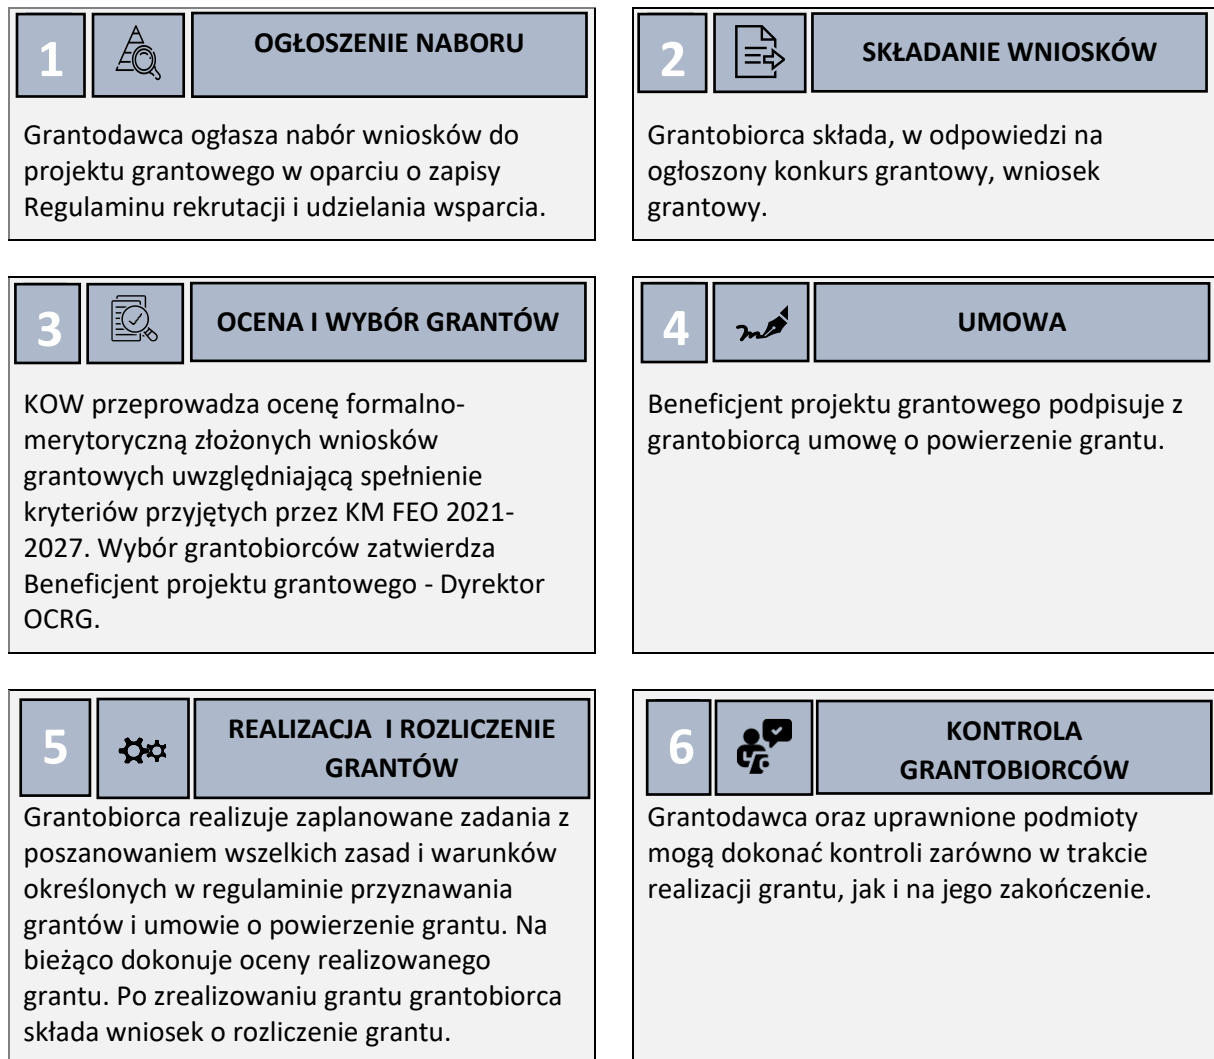 1
OGŁOSZENIE NABORU
Grantodawca ogłasza nabór wniosków do
projektu grantowego w oparciu o zapisy
Regulaminu rekrutacji i udzielania wsparcia.
2
SKŁADANIE WNIOSKÓW
Grantobiorca składa, w odpowiedzi na
ogłoszony konkurs grantowy, wniosek
grantowy.
3
OCENA I WYBÓR GRANTÓW
KOW przeprowadza ocenę formalno-
merytoryczną złożonych wniosków
grantowych uwzględniającą spełnienie
kryteriów przyjętych przez KM FEO 2021-
2027. Wybór grantobiorców zatwierdza
Beneficjent projektu grantowego - Dyrektor
OCRG.
4
UMOWA
Beneficjent projektu grantowego podpisuje z
grantobiorcą umowę o powierzenie grantu.
5
REALIZACJA I ROZLICZENIE
GRANTÓW
Grantobiorca realizuje zaplanowane zadania z
poszanowaniem wszelkich zasad i warunków
określonych w regulaminie przyznawania
grantów i umowie o powierzenie grantu. Na
bieżąco dokonuje oceny realizowanego
grantu. Po zrealizowaniu grantu grantobiorca
składa wniosek o rozliczenie grantu.
6
KONTROLA
GRANTOBIORCÓW
Grantodawca oraz uprawnione podmioty
mogą dokonać kontroli zarówno w trakcie
realizacji grantu, jak i na jego zakończenie.